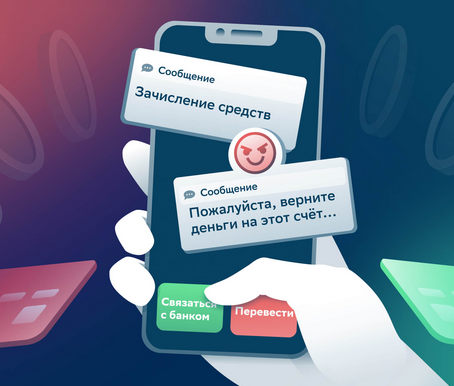 Сообщение
Зачисление средств
Сообщение
Пожалуйста, верните
деньги на этот счёт...
Связаться
с банком
Перевести